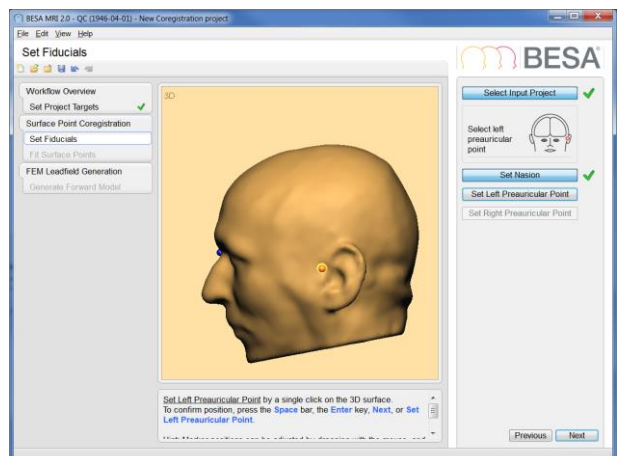 BESA MRI 2.0 - QC (1946-04-01) - New Coregistration project
File Edit View Help
Set Fiducials
BESA
Workflow Overview
Set Project Targets
Surface Point Coregistration
Set Fiducials
Fit Surface Points
FEM Leadfield Generation
Generate Forward Model
3D
Select Input Project
Select left
preauricular
point
Set Nasion
Set Left Preauricular Point
Set Right Preauricular Point
Set Left Preauricular Point by a single click on the 3D surface.
To confirm position, press the Space bar, the Enter key, Next, or Set
Left Preauricular Point.
Previous Next